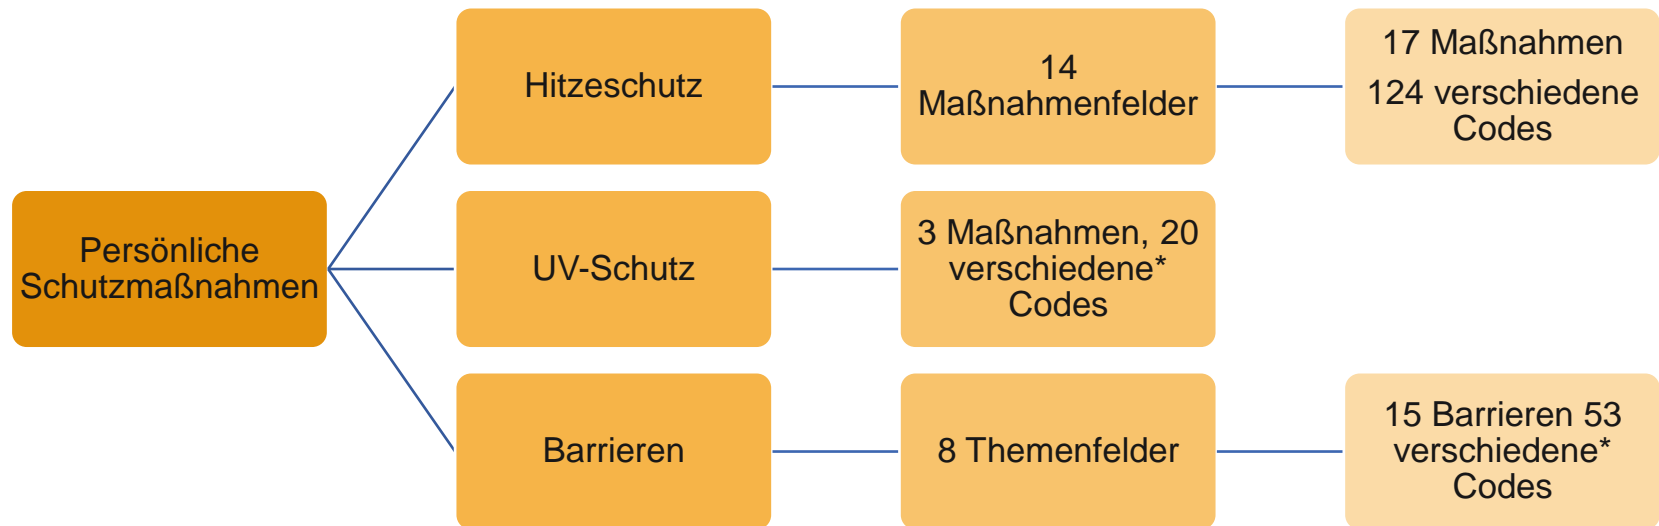 Persönliche
Schutzmaßnahmen
Hitzeschutz
14
Maßnahmenfelder
17 Maßnahmen
124 verschiedene
Codes
UV-Schutz
3 Maßnahmen, 20
verschiedene*
Codes
Barrieren
8 Themenfelder
15 Barrieren 53
verschiedene*
Codes